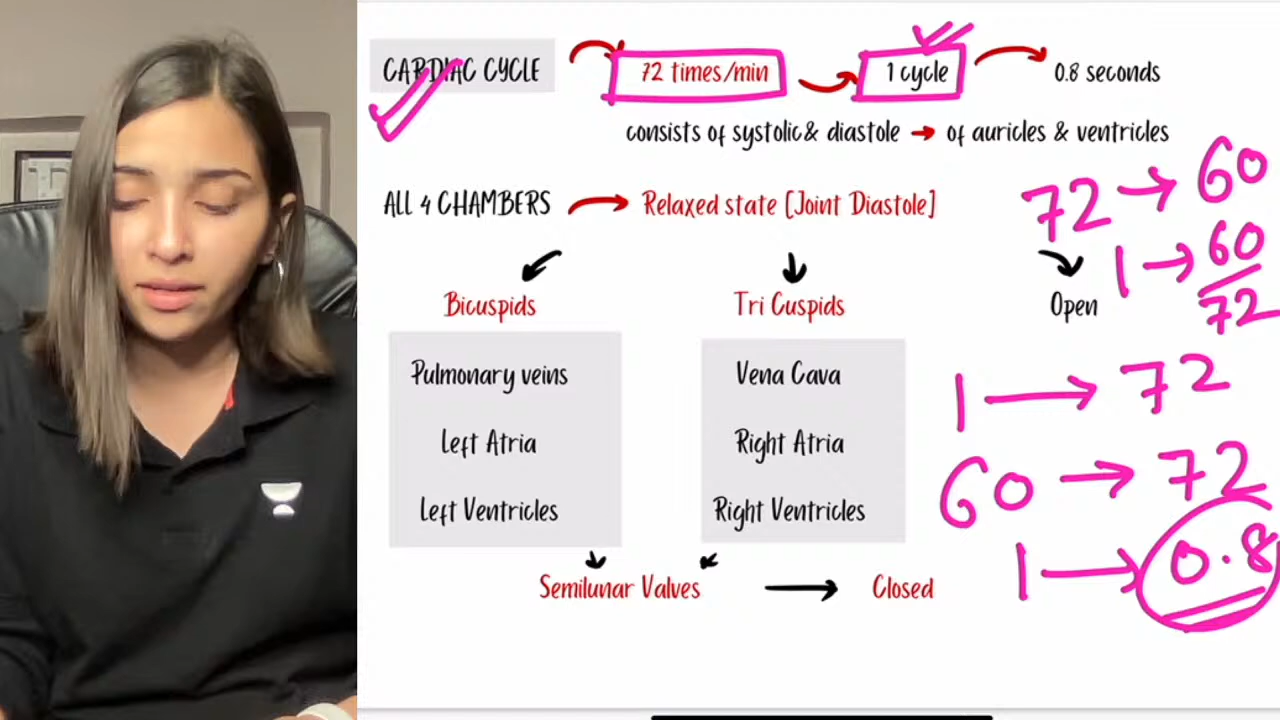 CARDIAC CYCLE 72 times/min 1 cycle 0.8 seconds
consists of systolic & diastole → of auricles & ventricles
ALL 4 CHAMBERS Relaxed state [Joint Diastole]
72 → 60
1 → 60/72
Bicuspids Tri Cuspids Open
Pulmonary veins Vena Cava
1 → 72
Left Atria Right Atria
60 → 72
Left Ventricles Right Ventricles
1 → 0.8
Semilunar Valves → Closed